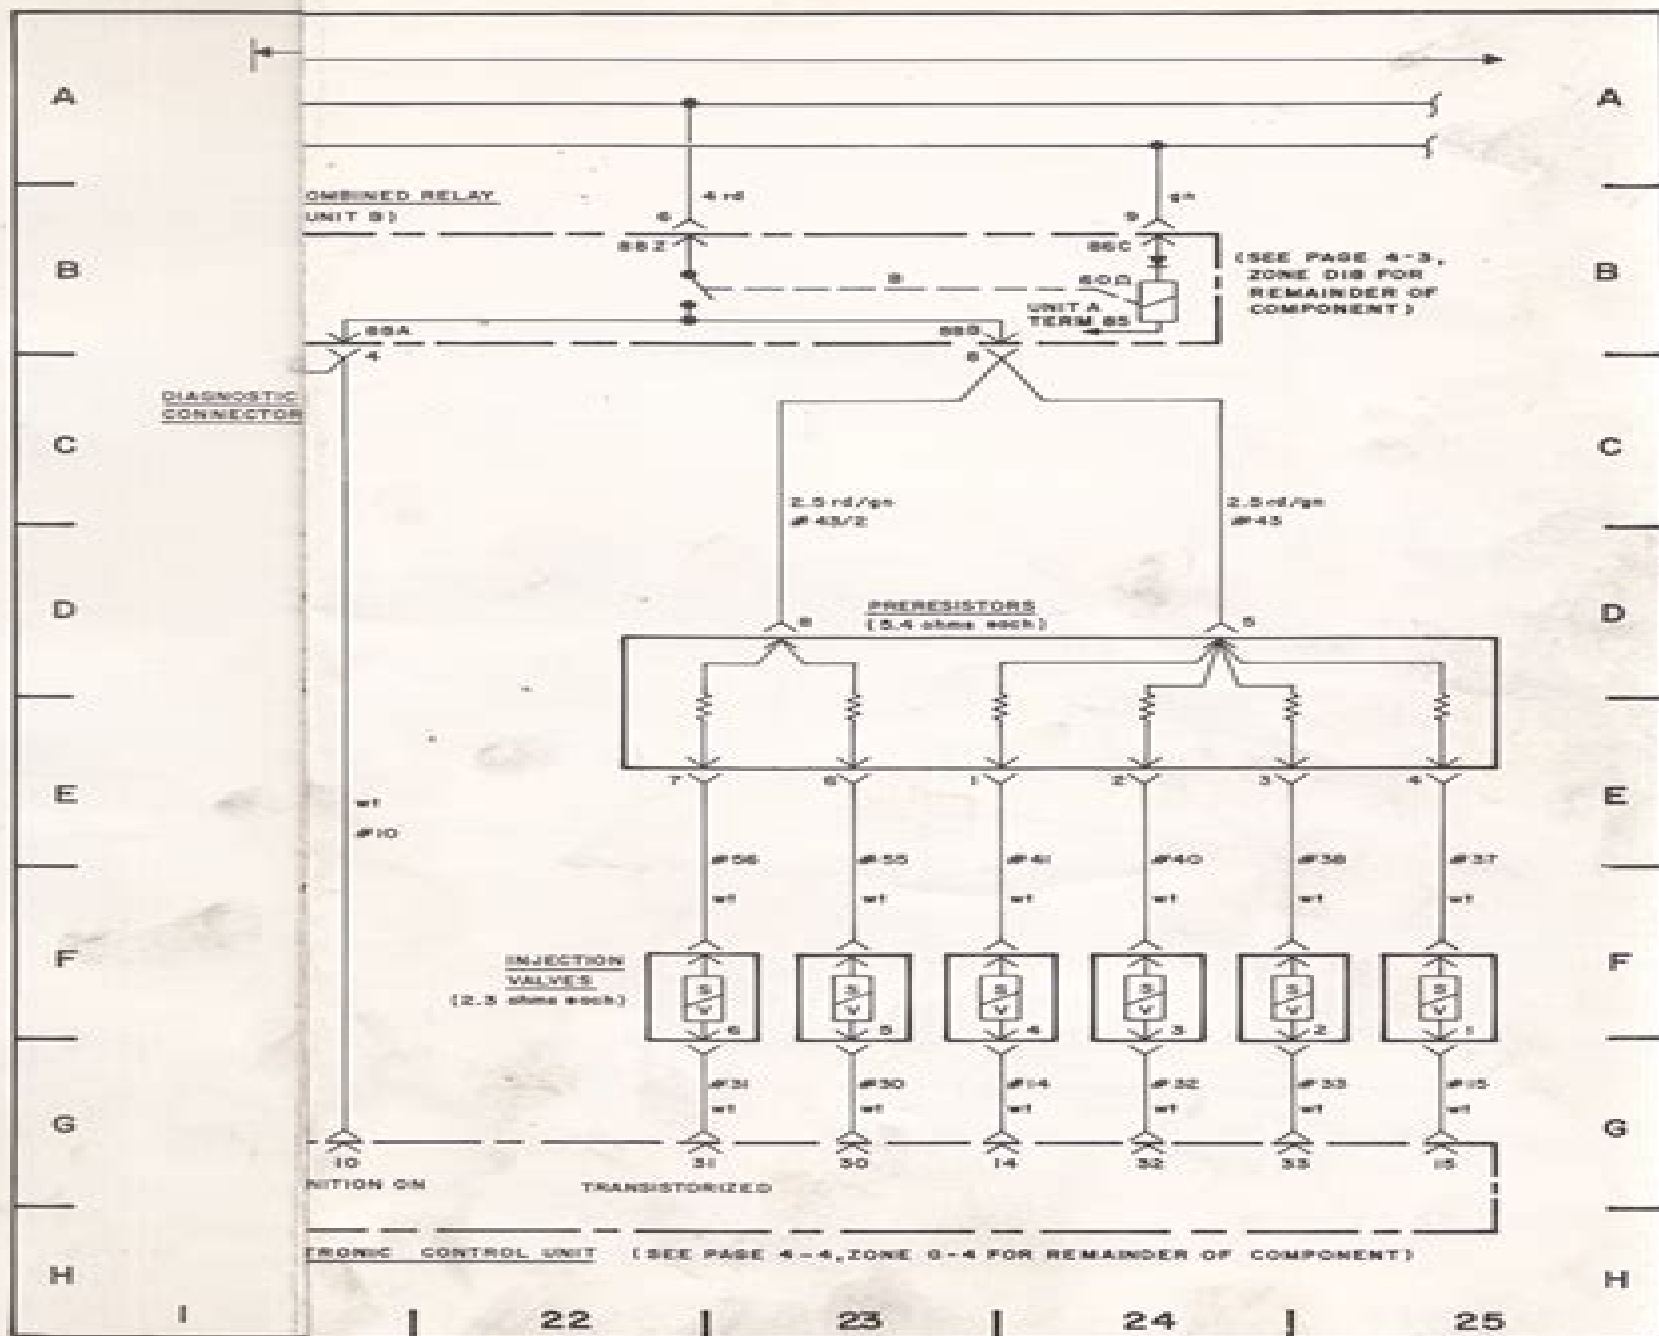 A A
OMBINED RELAY
UNIT B)
4 rd
gn
6
9
88Z
86C
B B
(SEE PAGE 4-3,
ZONE D18 FOR
REMAINDER OF
COMPONENT)
B
60Ω
UNIT A
TERM 85
88A
4
8
DIAGNOSTIC
CONNECTOR
C C
2.5 rd/gn
#43/2
2.5 rd/gn
#43
D D
PRERESISTORS
8 5
7 6 1 2 3 4
E E
wt
#10
#56 #55 #41 #40 #38 #37
wt wt wt wt wt wt
F F
INJECTION
VALVES
S S S S S S
V V V V V V
6 5 4 3 2 1
#31 #30 #14 #32 #33 #15
wt wt wt wt wt wt
G G
10 31 30 14 32 33 15
NITION ON
TRANSISTORIZED
TRONIC CONTROL UNIT (SEE PAGE 4-4, ZONE G-4 FOR REMAINDER OF COMPONENT)
H H
1 22 23 24 25